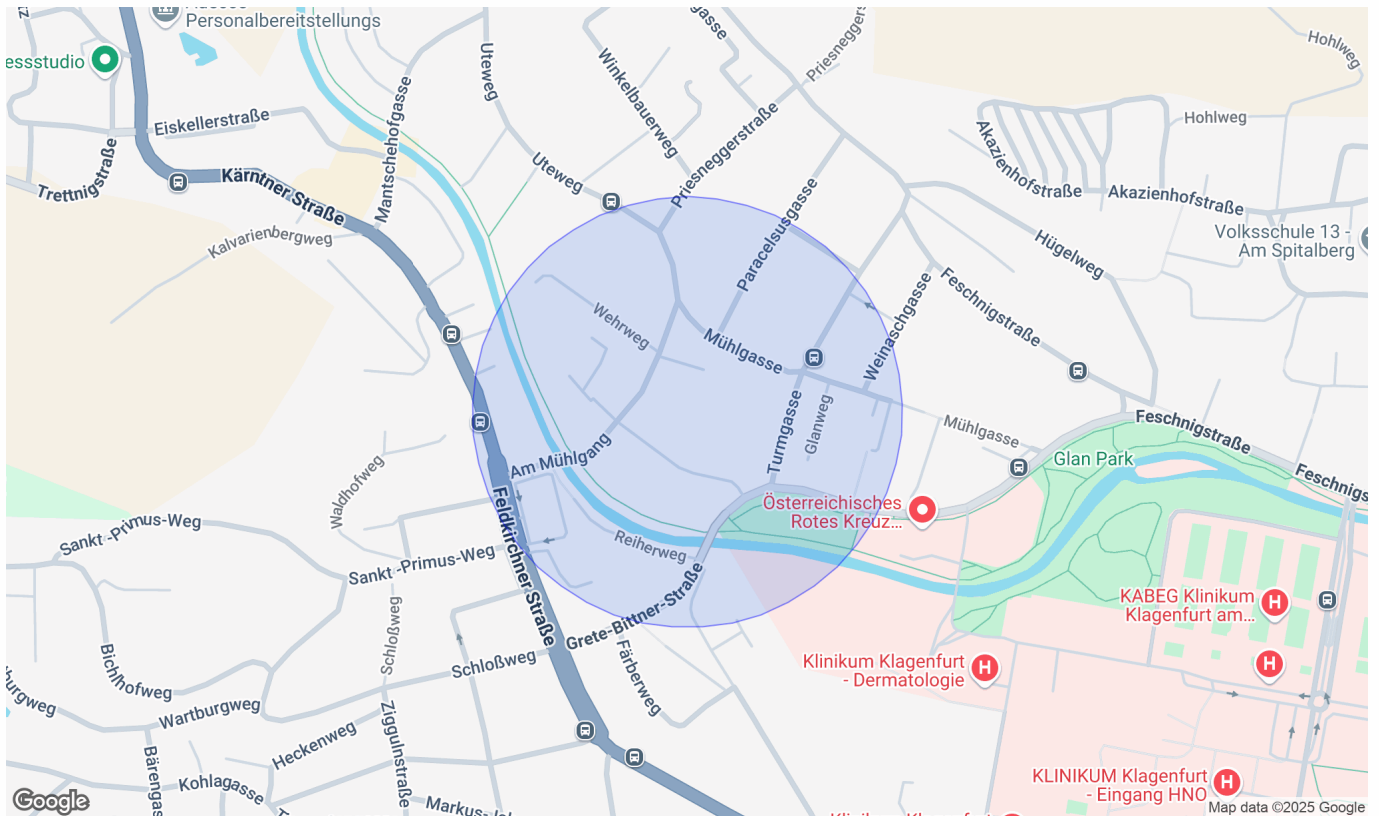 Personalbereitstellungs
essstudio
Uteweg
Winkelbauerweg
Priesneggerstraße
Hohlweg
Eiskellerstraße
Mantschehofgasse
Hohlweg
Trettnigstraße
Kärntner Straße
Uteweg
Priesneggerstraße
Akazienhofstraße
Akazienhofstraße
Kalvarienbergweg
Paracelsusgasse
Volksschule 13 -
Am Spitalberg
Hügelweg
Feschnigstraße
Wehrweg
Mühlgasse
Weinaschgasse
Turmgasse
Glanweg
Mühlgasse
Feschnigstraße
Glan Park
Feschnigs
Am Mühlgang
Waldhofweg
Feldkirchner Straße
Österreichisches
Rotes Kreuz...
Sankt-Primus-Weg
Sankt-Primus-Weg
Reiherweg
Grete-Bittner-Straße
KABEG Klinikum
Klagenfurt am...
Schloßweg
Schloßweg
Färberweg
Klinikum Klagenfurt
- Dermatologie
Bichlhofweg
Wartburgweg
Heckenweg
Ziggulnstraße
Kohlagasse
KLINIKUM Klagenfurt
- Eingang HNO
Google
Map data ©2025 Google